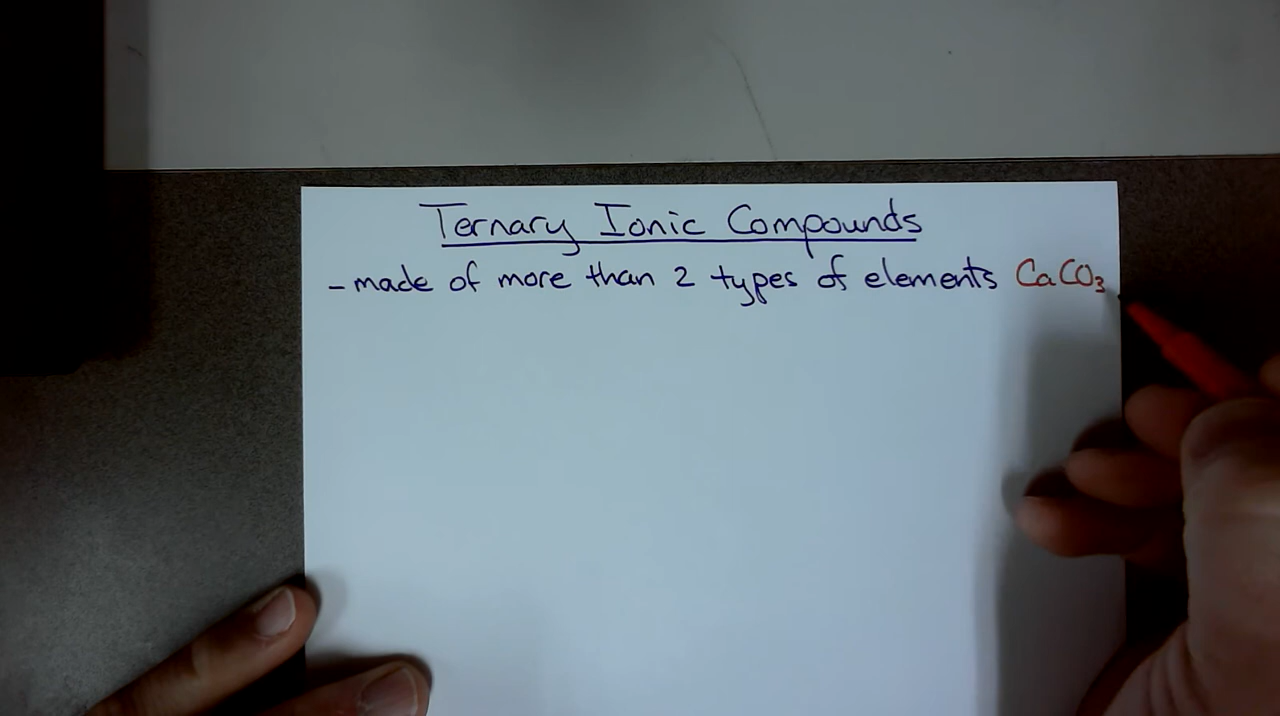 Ternary Ionic Compounds
- made of more than 2 types of elements CaCO₃